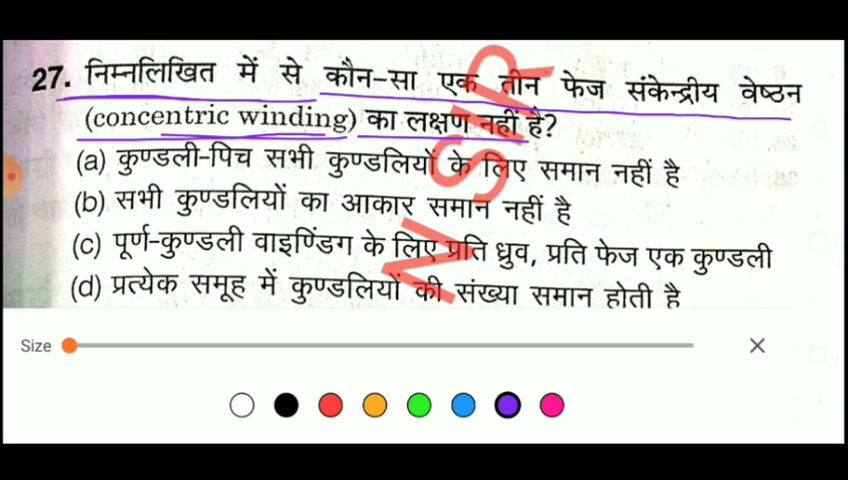 27. निम्नलिखित में से कौन-सा एक तीन फेज संकेन्द्रीय वेष्ठन
(concentric winding) का लक्षण नहीं है?
(a) कुण्डली-पिच सभी कुण्डलियों के लिए समान नहीं है
(b) सभी कुण्डलियों का आकार समान नहीं है
(c) पूर्ण-कुण्डली वाइण्डिंग के लिए प्रति ध्रुव, प्रति फेज एक कुण्डली
(d) प्रत्येक समूह में कुण्डलियों की संख्या समान होती है
N SIR
Size